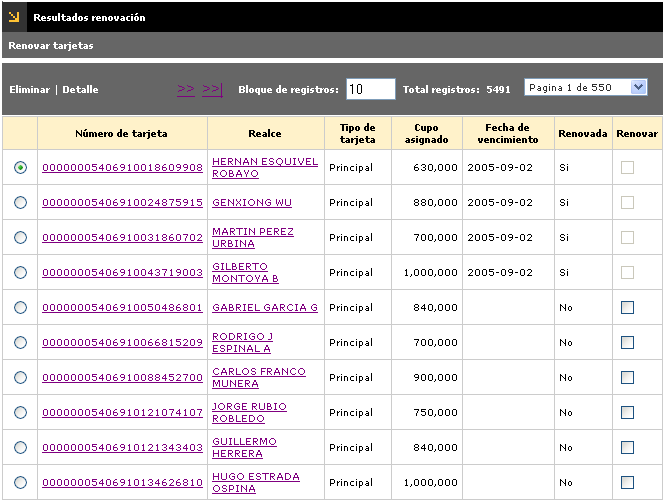 Resultados renovación
Renovar tarjetas
Eliminar | Detalle >> >>| Bloque de registros: 10 Total registros: 5491 Pagina 1 de 550
Número de tarjeta Realce Tipo de tarjeta Cupo asignado Fecha de vencimiento Renovada Renovar
00000005406910018609908 HERNAN ESQUIVEL ROBAYO Principal 630,000 2005-09-02 Si
00000005406910024875915 GENXIONG WU Principal 880,000 2005-09-02 Si
00000005406910031860702 MARTIN PEREZ URBINA Principal 700,000 2005-09-02 Si
00000005406910043719003 GILBERTO MONTOYA B Principal 1,000,000 2005-09-02 Si
00000005406910050486801 GABRIEL GARCIA G Principal 840,000 No
00000005406910066815209 RODRIGO J ESPINAL A Principal 700,000 No
00000005406910088452700 CARLOS FRANCO MUNERA Principal 900,000 No
00000005406910121074107 JORGE RUBIO ROBLEDO Principal 750,000 No
00000005406910121343403 GUILLERMO HERRERA Principal 840,000 No
00000005406910134626810 HUGO ESTRADA OSPINA Principal 1,000,000 No